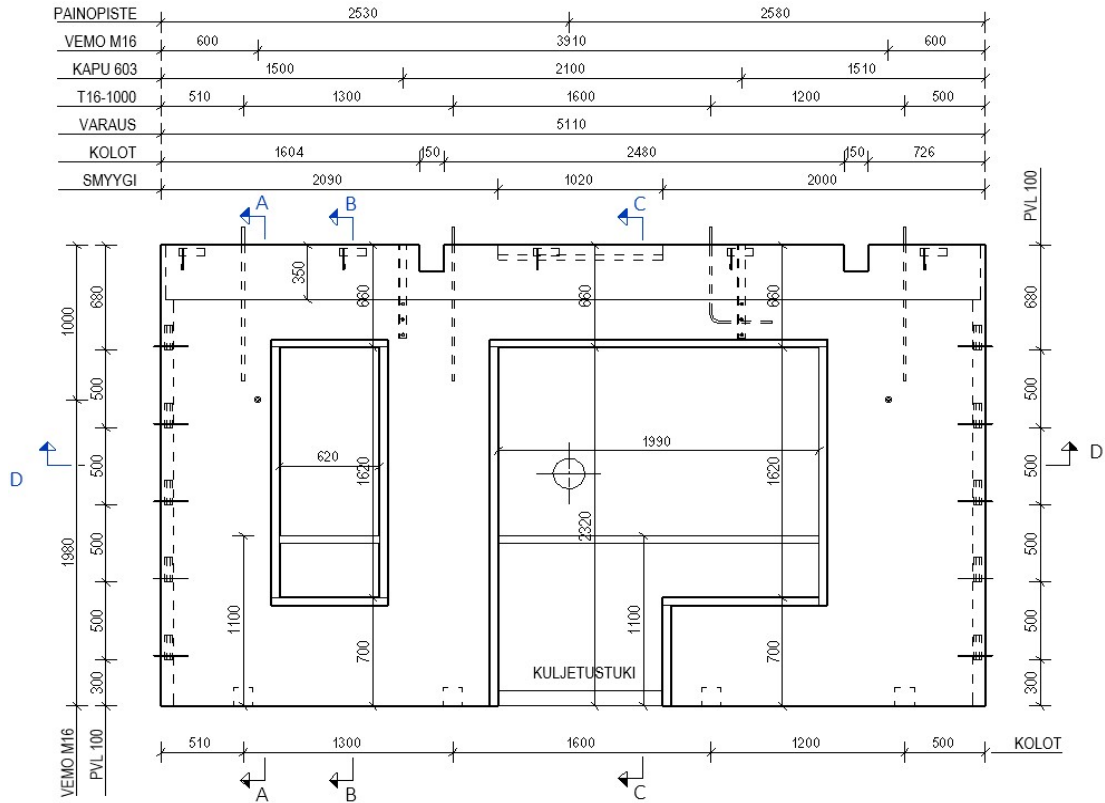 PAINOPISTE 2530 2580
VEMO M16 600 3910 600
KAPU 603 1500 2100 1510
T16-1000 510 1300 1600 1200 500
VARAUS 5110
KOLOT 1604 150 2480 150 726
SMYYGI 2090 1020 2000
PVL 100
A B C
350
680 660 660 660 680
1000
500 500
1990
D 500 620 1620 1620 500 D
2320
1980 500 500
1100 1100
500 500
700 700
KULJETUSTUKI
300 300
VEMO M16 PVL 100
510 1300 1600 1200 500 KOLOT
A B C